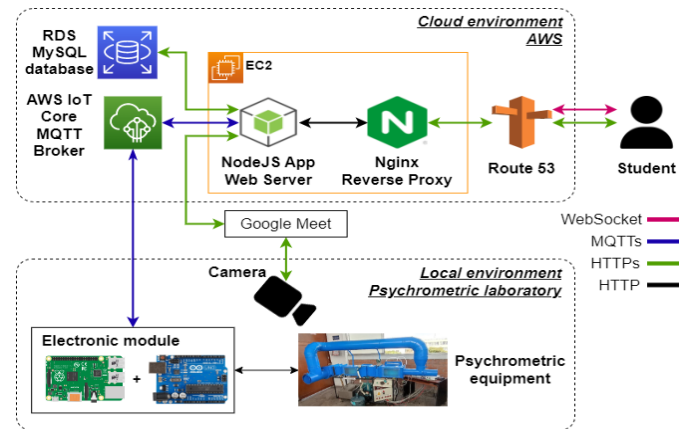 Cloud environment
AWS
RDS
MySQL
database
EC2
AWS IoT
Core
MQTT
Broker
NodeJS App
Web Server
Nginx
Reverse Proxy
Route 53
Student
Google Meet
WebSocket
MQTTs
HTTPs
HTTP
Camera
Local environment
Psychrometric laboratory
Electronic module
+
Psychrometric
equipment